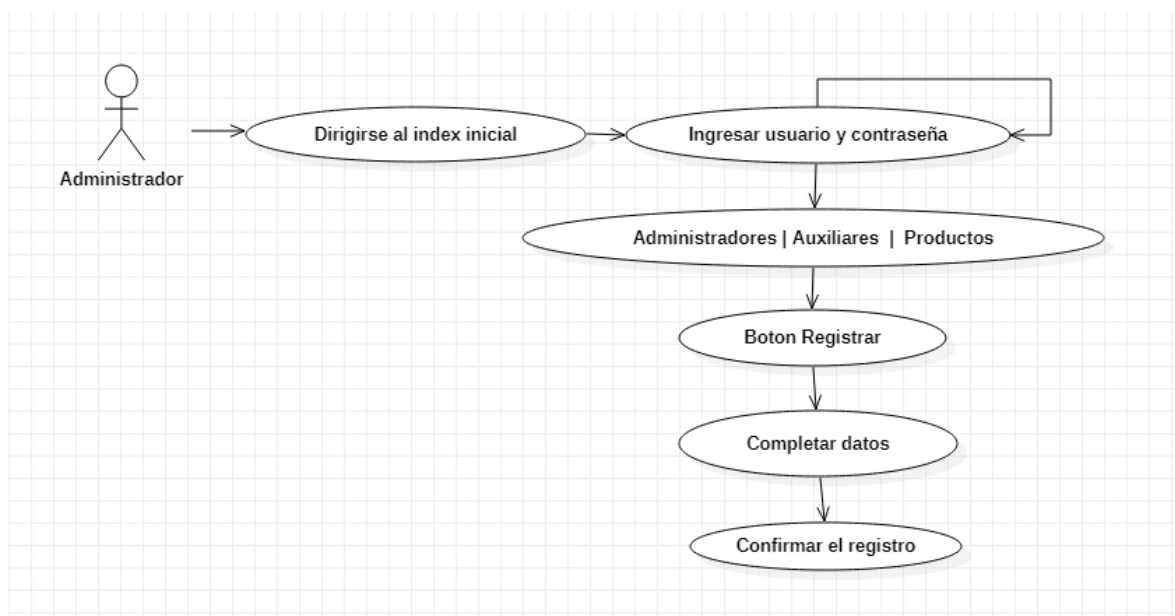 Administrador
Dirigirse al index inicial
Ingresar usuario y contraseña
Administradores | Auxiliares | Productos
Boton Registrar
Completar datos
Confirmar el registro